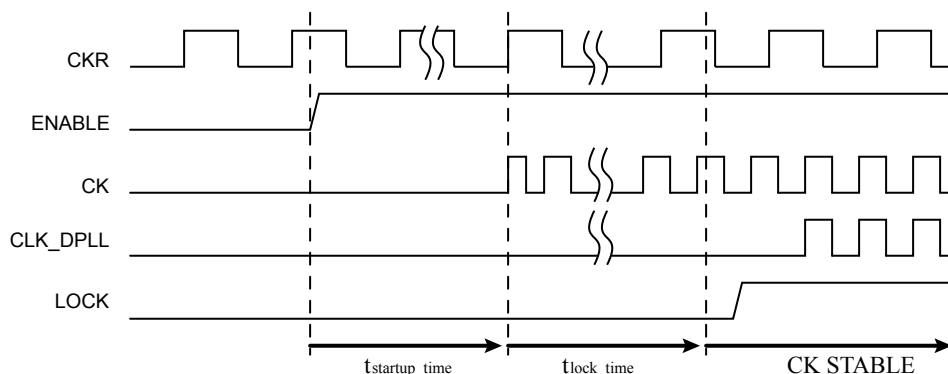 CKR
ENABLE
CK
CLK_DPLL
LOCK
tstartup_time
tlock_time
CK STABLE